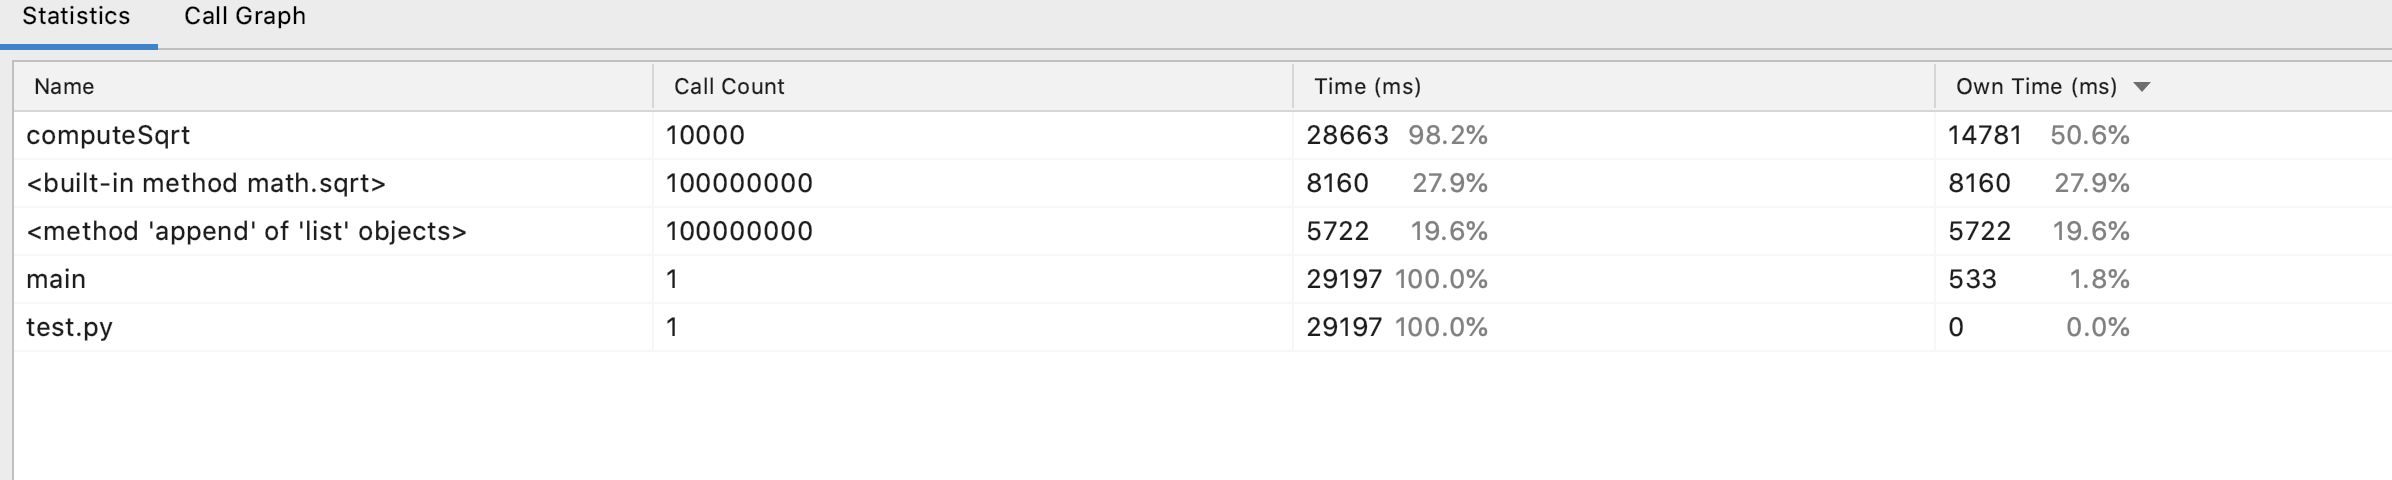 Statistics Call Graph
Name Call Count Time (ms) Own Time (ms)
computeSqrt 10000 28663 98.2% 14781 50.6%
<built-in method math.sqrt> 100000000 8160 27.9% 8160 27.9%
<method 'append' of 'list' objects> 100000000 5722 19.6% 5722 19.6%
main 1 29197 100.0% 533 1.8%
test.py 1 29197 100.0% 0 0.0%